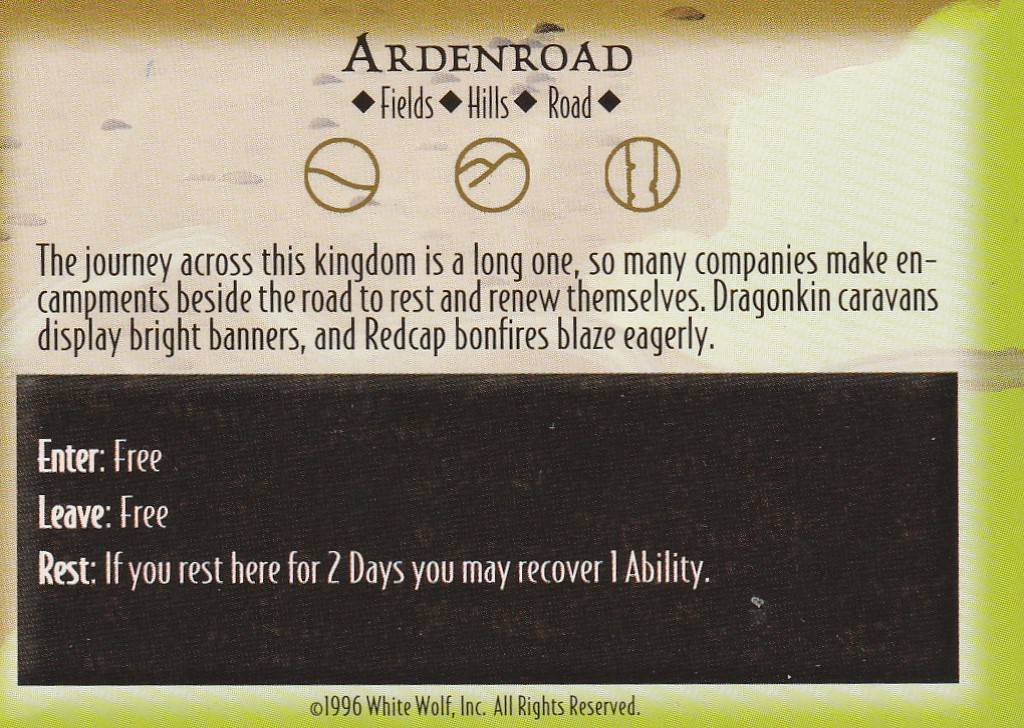 ARDENROAD
◆ Fields ◆ Hills ◆ Road ◆
The journey across this kingdom is a long one, so many companies make en-
campments beside the road to rest and renew themselves. Dragonkin caravans
display bright banners, and Redcap bonfires blaze eagerly.
Enter: Free
Leave: Free
Rest: If you rest here for 2 Days you may recover 1 Ability.
©1996 White Wolf, Inc. All Rights Reserved.